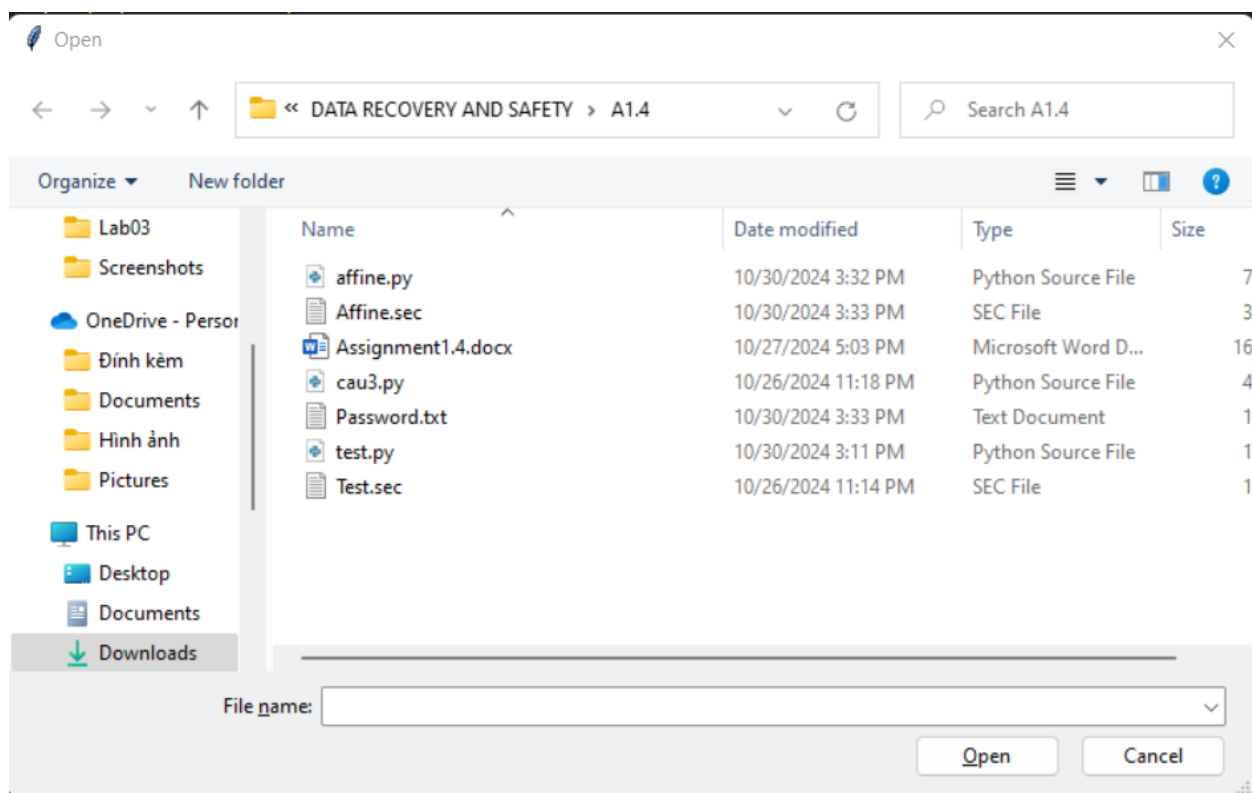 Open
« DATA RECOVERY AND SAFETY > A1.4
Search A1.4
Organize New folder
?
Lab03
Screenshots
OneDrive - Person
Đính kèm
Documents
Hình ảnh
Pictures
This PC
Desktop
Documents
Downloads
Name Date modified Type Size
affine.py 10/30/2024 3:32 PM Python Source File 7
Affine.sec 10/30/2024 3:33 PM SEC File 3
Assignment1.4.docx 10/27/2024 5:03 PM Microsoft Word D... 16
cau3.py 10/26/2024 11:18 PM Python Source File 4
Password.txt 10/30/2024 3:33 PM Text Document 1
test.py 10/30/2024 3:11 PM Python Source File 1
Test.sec 10/26/2024 11:14 PM SEC File 1
File name:
Open Cancel